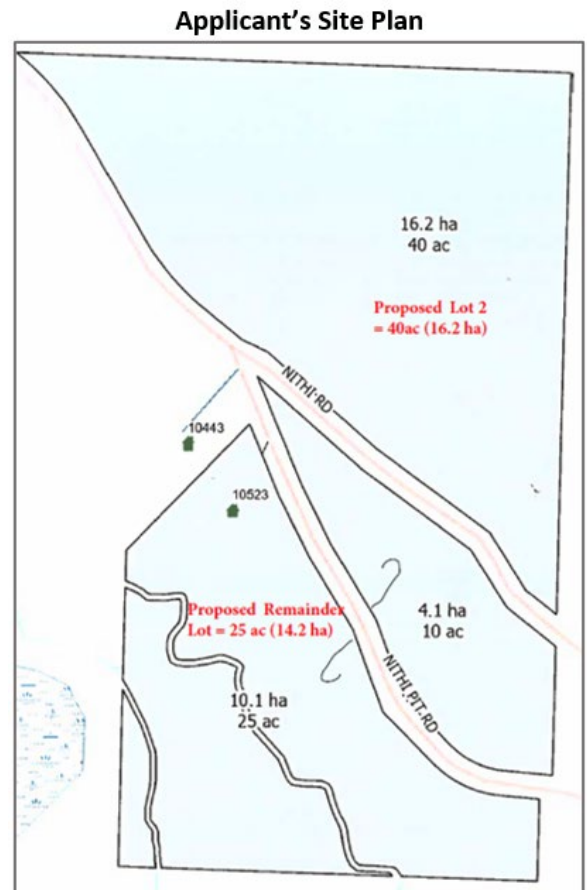 Applicant's Site Plan
16.2 ha
40 ac
Proposed Lot 2
= 40ac (16.2 ha)
NITHI RD
10443
10523
Proposed Remainder
Lot = 25 ac (14.2 ha)
4.1 ha
10 ac
NITHI PIT RD
10.1 ha
25 ac